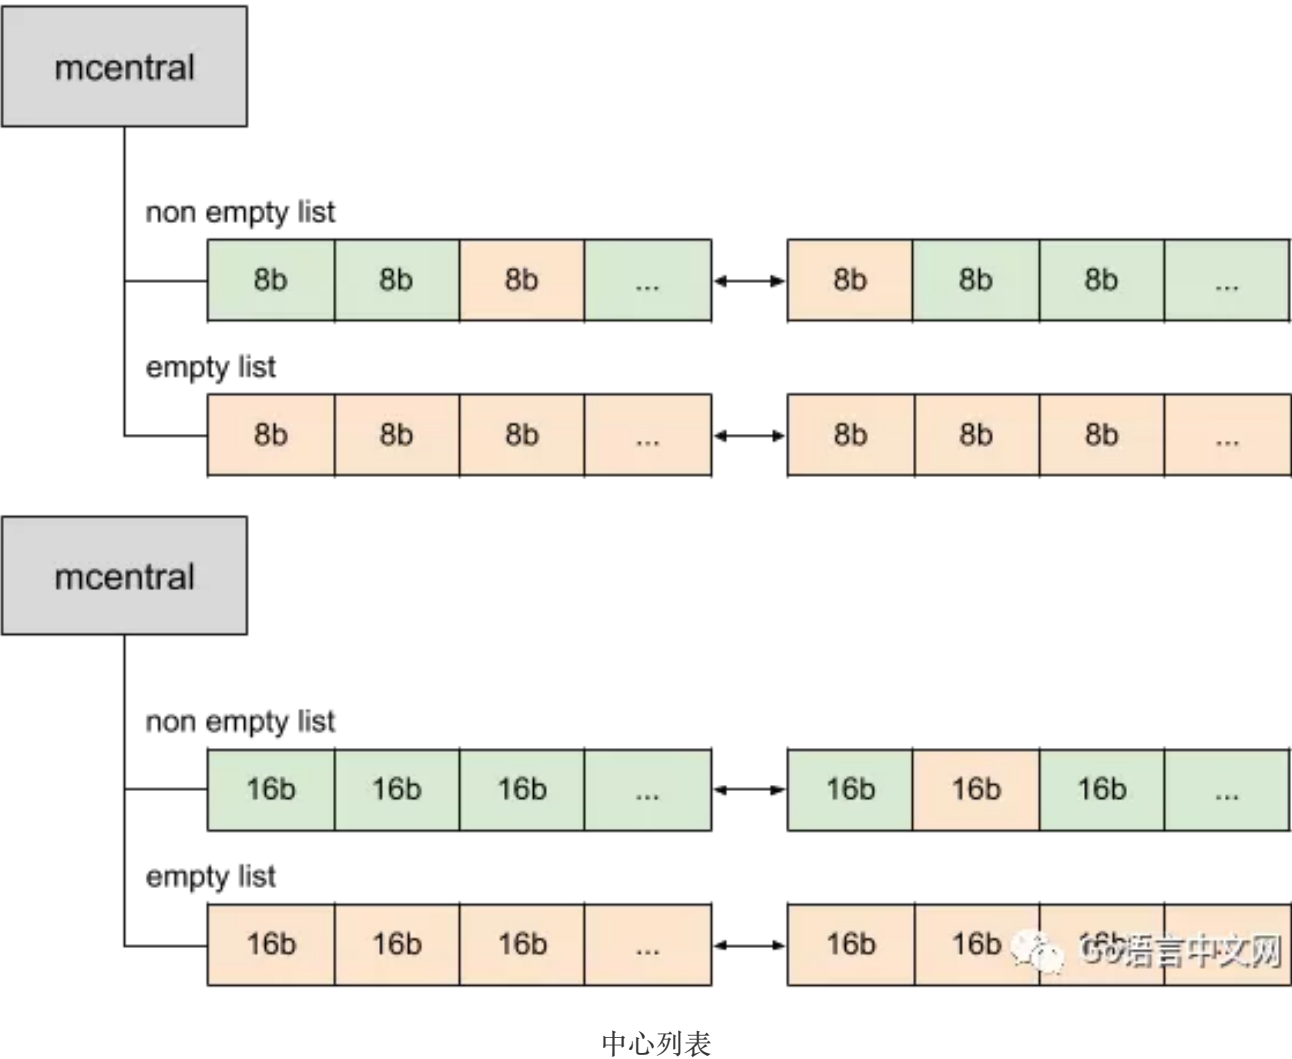 mcentral
non empty list
8b 8b 8b ... 8b 8b 8b ...
empty list
8b 8b 8b ... 8b 8b 8b ...
mcentral
non empty list
16b 16b 16b ... 16b 16b 16b ...
empty list
16b 16b 16b ... 16b 16b 16b
Go语言中文网
中心列表